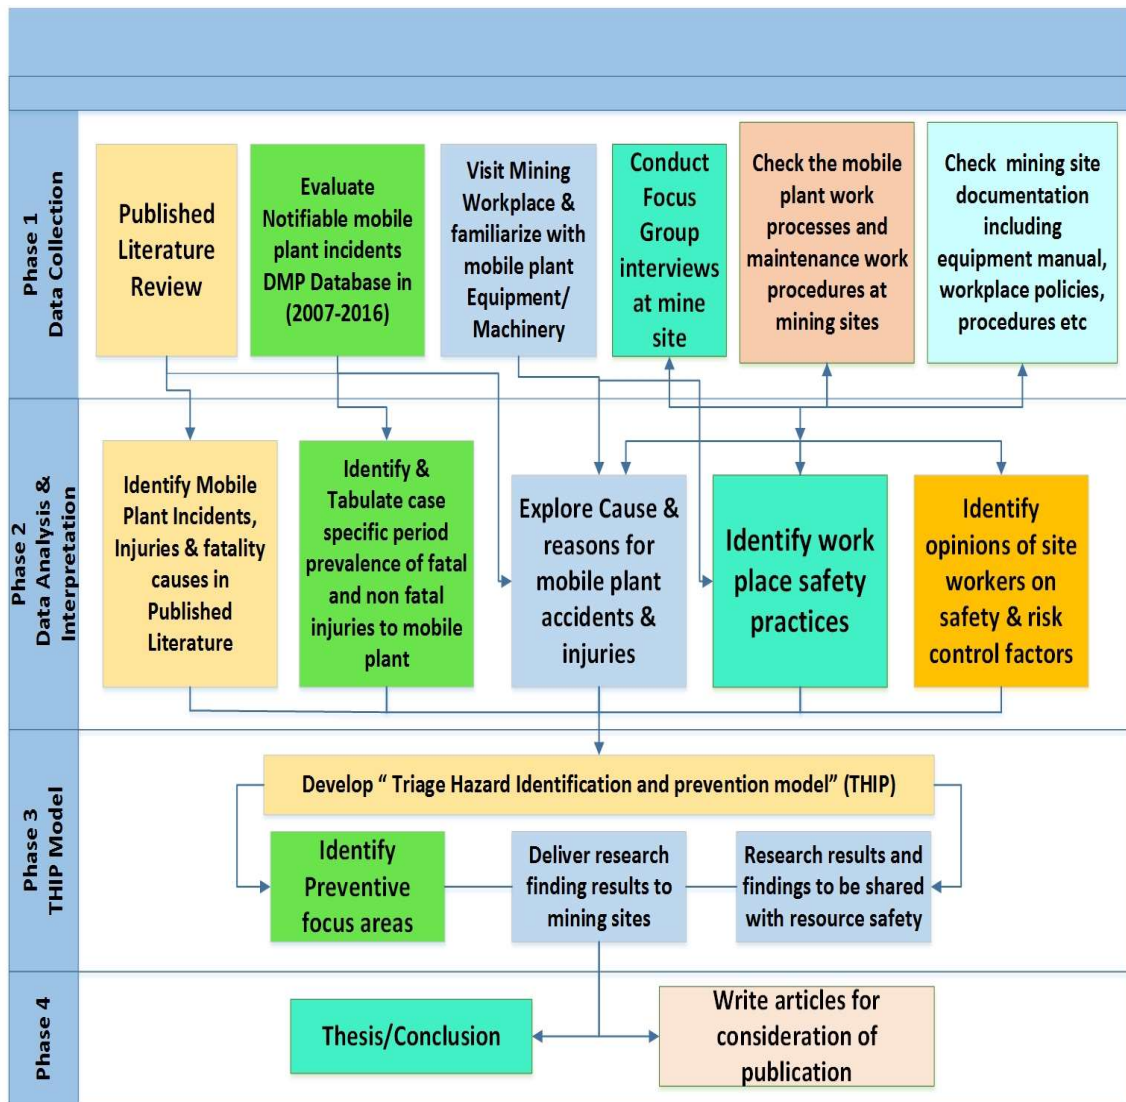 Phase 1
Data Collection
Published
Literature
Review
Evaluate
Notifiable mobile
plant incidents
DMP Database in
(2007-2016)
Visit Mining
Workplace &
familiarize with
mobile plant
Equipment/
Machinery
Conduct
Focus
Group
interviews
at mine
site
Check the mobile
plant work
processes and
maintenance work
procedures at
mining sites
Check mining site
documentation
including
equipment manual,
workplace policies,
procedures etc
Phase 2
Data Analysis &
Interpretation
Identify Mobile
Plant Incidents,
Injuries & fatality
causes in
Published
Literature
Identify &
Tabulate case
specific period
prevalence of fatal
and non fatal
injuries to mobile
plant
Explore Cause &
reasons for
mobile plant
accidents &
injuries
Identify work
place safety
practices
Identify
opinions of site
workers on
safety & risk
control factors
Phase 3
THIP Model
Develop “ Triage Hazard Identification and prevention model” (THIP)
Identify
Preventive
focus areas
Deliver research
finding results to
mining sites
Research results and
findings to be shared
with resource safety
Phase 4
Thesis/Conclusion
Write articles for
consideration of
publication